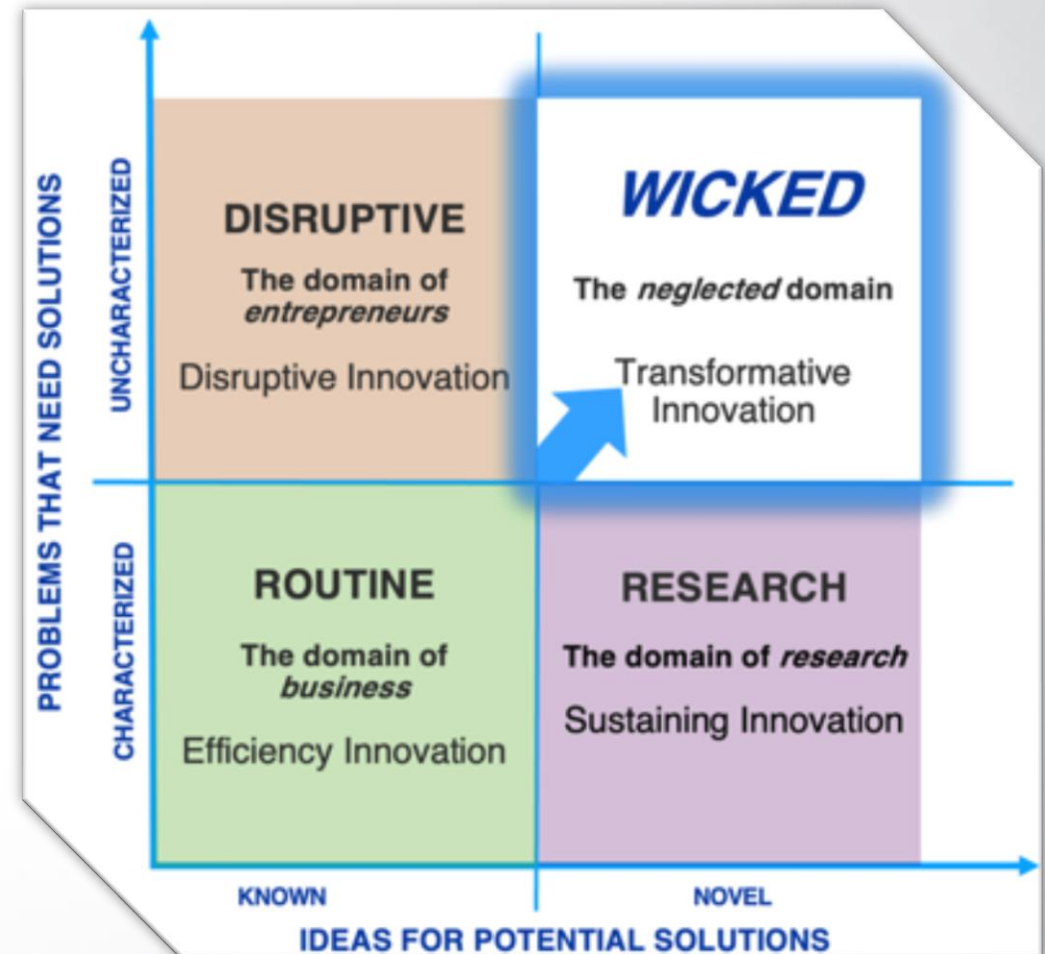 PROBLEMS THAT NEED SOLUTIONS
UNCHARACTERIZED
CHARACTERIZED
DISRUPTIVE
The domain of
entrepreneurs
Disruptive Innovation
WICKED
The neglected domain
Transformative
Innovation
ROUTINE
The domain of
business
Efficiency Innovation
RESEARCH
The domain of research
Sustaining Innovation
KNOWN
NOVEL
IDEAS FOR POTENTIAL SOLUTIONS